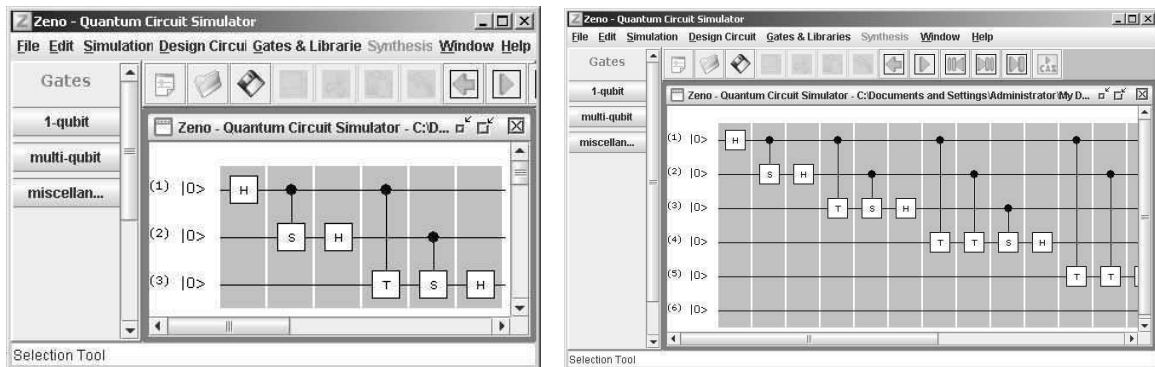 Zeno - Quantum Circuit Simulator
File Edit Simulation Design Circui Gates & Librarie Synthesis Window Help
Gates
1-qubit
multi-qubit
miscellan...
Zeno - Quantum Circuit Simulator - C:\D...
(1) |0> H
(2) |0> S H
(3) |0> T S H
Selection Tool
Zeno - Quantum Circuit Simulator
File Edit Simulation Design Circuit Gates & Libraries Synthesis Window Help
CAS
Gates
1-qubit
multi-qubit
miscellan...
Zeno - Quantum Circuit Simulator - C:\Documents and Settings\Administrator\My D...
(1) |0> H
(2) |0> S H
(3) |0> T S H
(4) |0> T T S H
(5) |0> T T
(6) |0>
Selection Tool